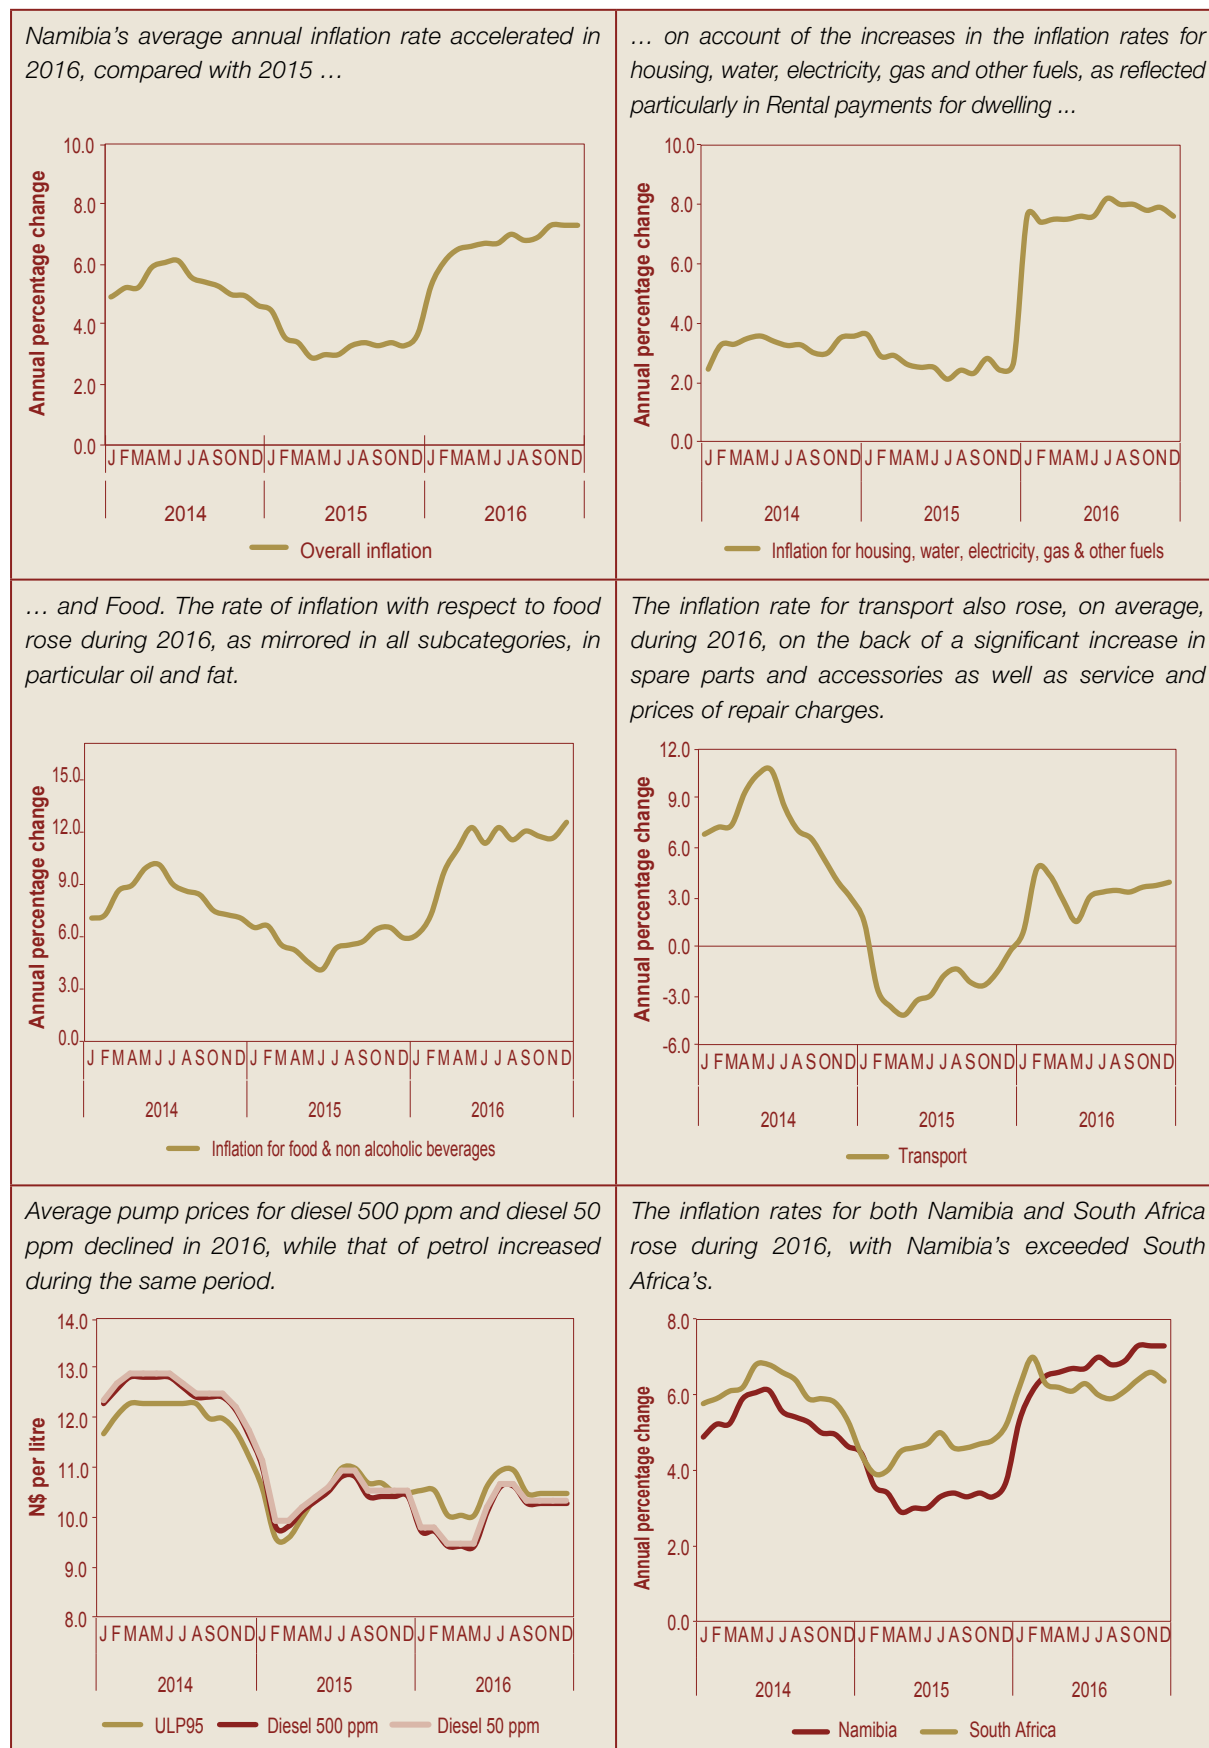 Namibia's average annual inflation rate accelerated in
2016, compared with 2015 …
10.0
8.0
6.0
4.0
2.0
0.0
Annual percentage change
J F M A M J J A S O N D J F M A M J J A S O N D J F M A M J J A S O N D
2014 2015 2016
Overall inflation
… on account of the increases in the inflation rates for
housing, water, electricity, gas and other fuels, as reflected
particularly in Rental payments for dwelling ...
10.0
8.0
6.0
4.0
2.0
0.0
Annual percentage change
J F M A M J J A S O N D J F M A M J J A S O N D J F M A M J J A S O N D
2014 2015 2016
Inflation for housing, water, electricity, gas & other fuels
… and Food. The rate of inflation with respect to food
rose during 2016, as mirrored in all subcategories, in
particular oil and fat.
15.0
12.0
9.0
6.0
3.0
0.0
Annual percentage change
J F M A M J J A S O N D J F M A M J J A S O N D J F M A M J J A S O N D
2014 2015 2016
Inflation for food & non alcoholic beverages
The inflation rate for transport also rose, on average,
during 2016, on the back of a significant increase in
spare parts and accessories as well as service and
prices of repair charges.
12.0
9.0
6.0
3.0
0.0
-3.0
-6.0
Annual percentage change
J F M A M J J A S O N D J F M A M J J A S O N D J F M A M J J A S O N D
2014 2015 2016
Transport
Average pump prices for diesel 500 ppm and diesel 50
ppm declined in 2016, while that of petrol increased
during the same period.
14.0
13.0
12.0
11.0
10.0
9.0
8.0
N$ per litre
J F M A M J J A S O N D J F M A M J J A S O N D J F M A M J J A S O N D
2014 2015 2016
ULP95 Diesel 500 ppm Diesel 50 ppm
The inflation rates for both Namibia and South Africa
rose during 2016, with Namibia's exceeded South
Africa's.
8.0
6.0
4.0
2.0
0.0
Annual percentage change
J F M A M J J A S O N D J F M A M J J A S O N D J F M A M J J A S O N D
2014 2015 2016
Namibia South Africa